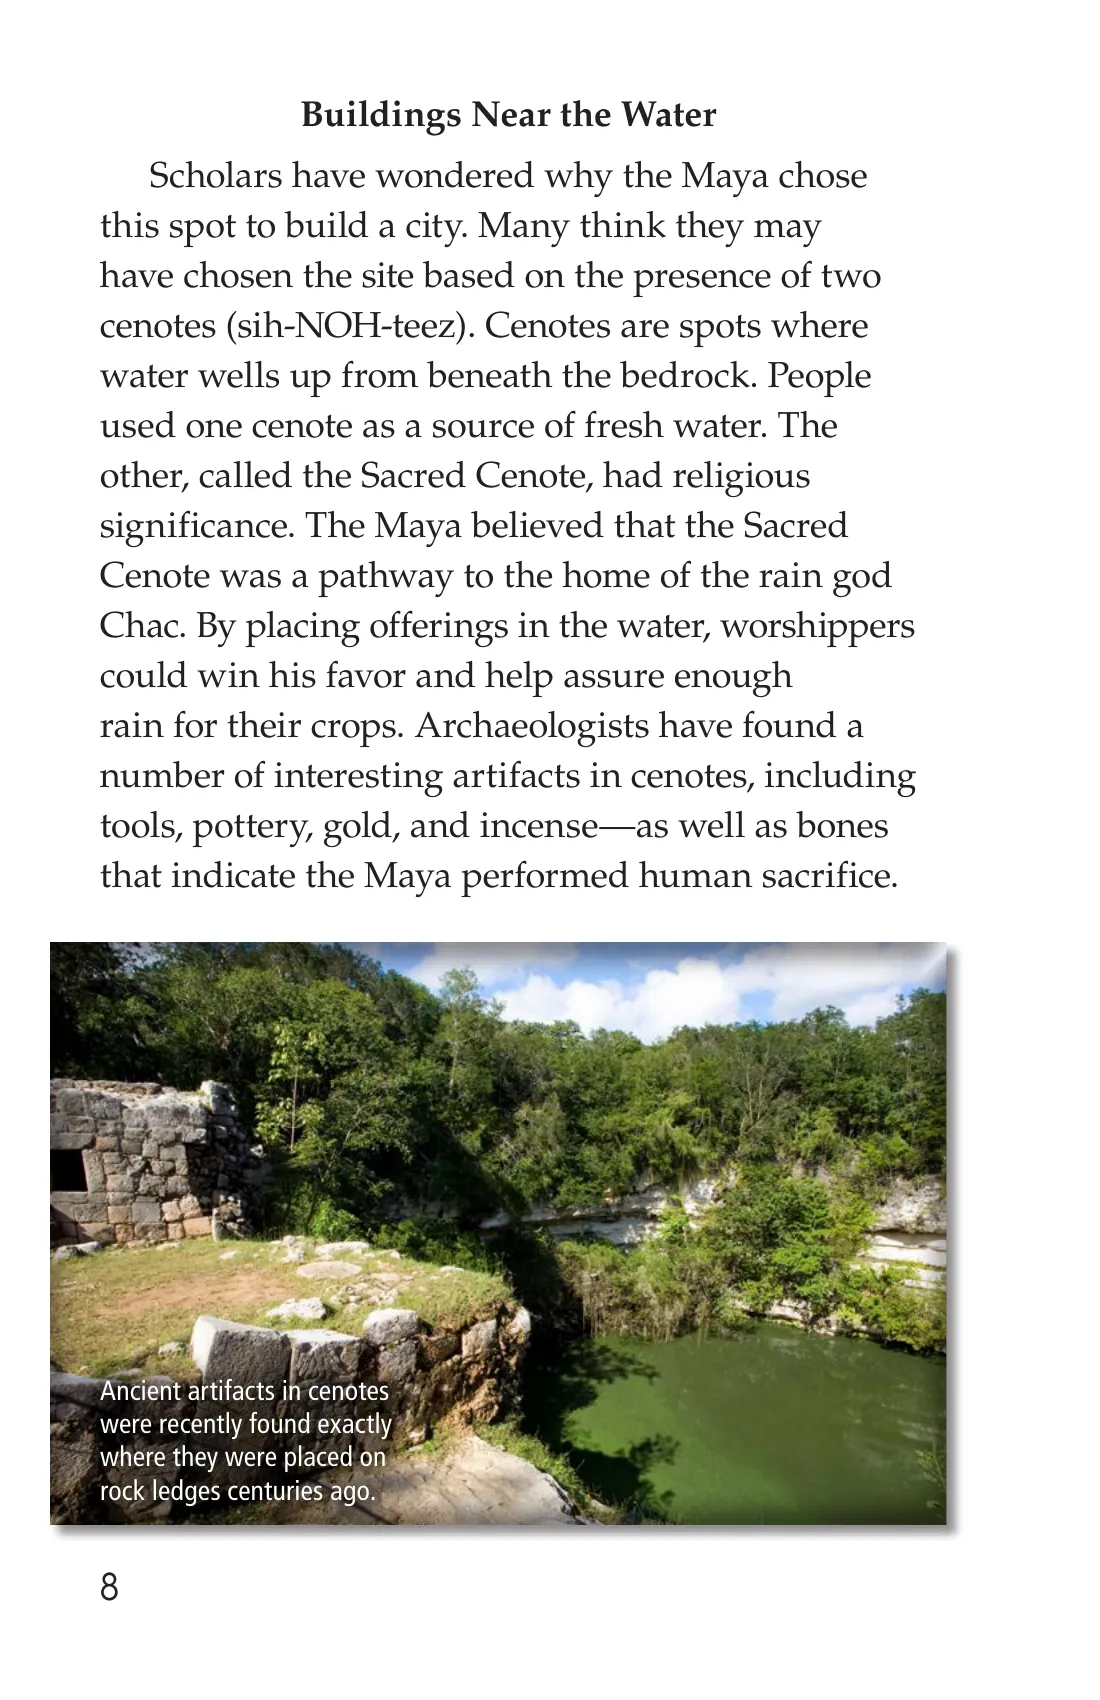 Buildings Near the Water
Scholars have wondered why the Maya chose
this spot to build a city. Many think they may
have chosen the site based on the presence of two
cenotes (sih-NOH-teez). Cenotes are spots where
water wells up from beneath the bedrock. People
used one cenote as a source of fresh water. The
other, called the Sacred Cenote, had religious
significance. The Maya believed that the Sacred
Cenote was a pathway to the home of the rain god
Chac. By placing offerings in the water, worshippers
could win his favor and help assure enough
rain for their crops. Archaeologists have found a
number of interesting artifacts in cenotes, including
tools, pottery, gold, and incense—as well as bones
that indicate the Maya performed human sacrifice.
Ancient artifacts in cenotes
were recently found exactly
where they were placed on
rock ledges centuries ago.
8